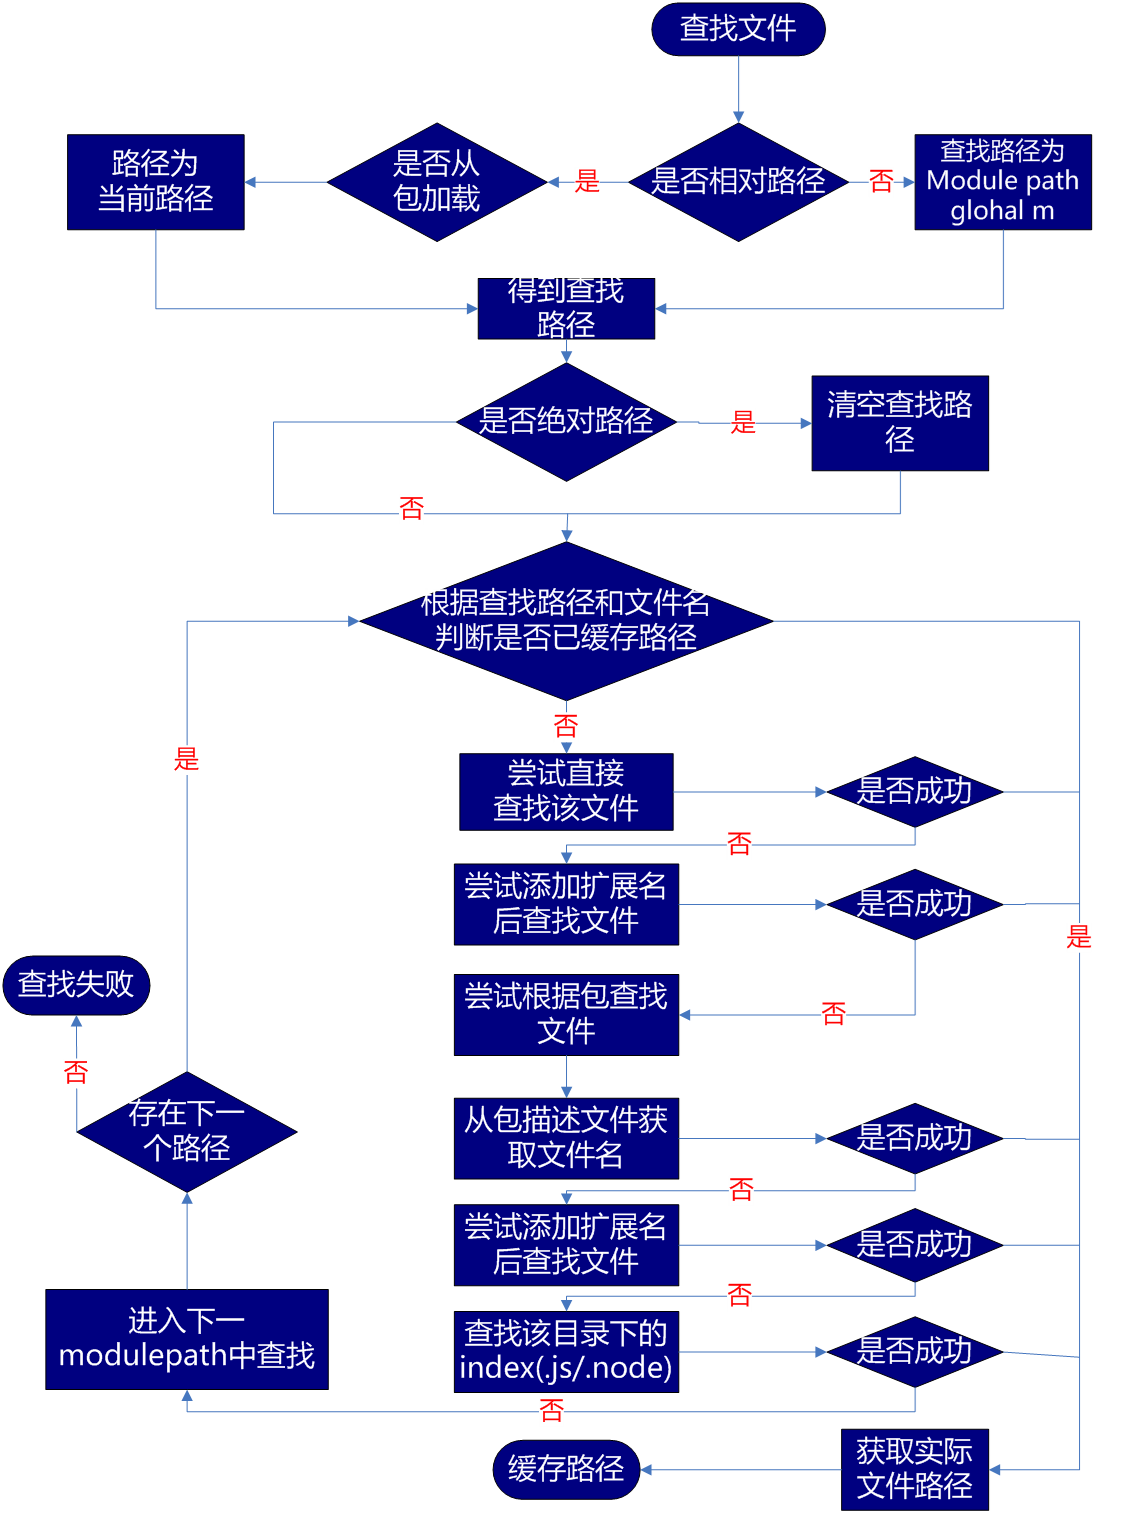 查找文件
路径为
当前路径
是否从
包加载
是
是否相对路径
否
查找路径为
Module path
glohal m
得到查找
路径
是否绝对路径
是
清空查找路
径
否
根据查找路径和文件名
判断是否已缓存路径
否
是
尝试直接
查找该文件
是否成功
否
尝试添加扩展名
后查找文件
是否成功
是
查找失败
尝试根据包查找
文件
否
否
存在下一
个路径
从包描述文件获
取文件名
是否成功
否
尝试添加扩展名
后查找文件
是否成功
否
进入下一
modulepath中查找
查找该目录下的
index(.js/.node)
是否成功
否
缓存路径
获取实际
文件路径